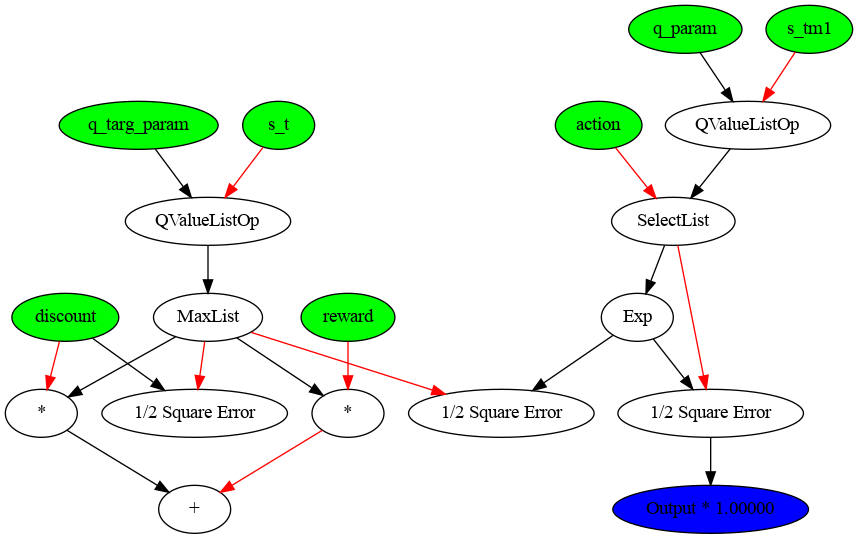 q_param
s_tm1
q_targ_param
s_t
action
QValueListOp
QValueListOp
SelectList
discount
MaxList
reward
Exp
*
1/2 Square Error
*
1/2 Square Error
1/2 Square Error
+
Output * 1.00000